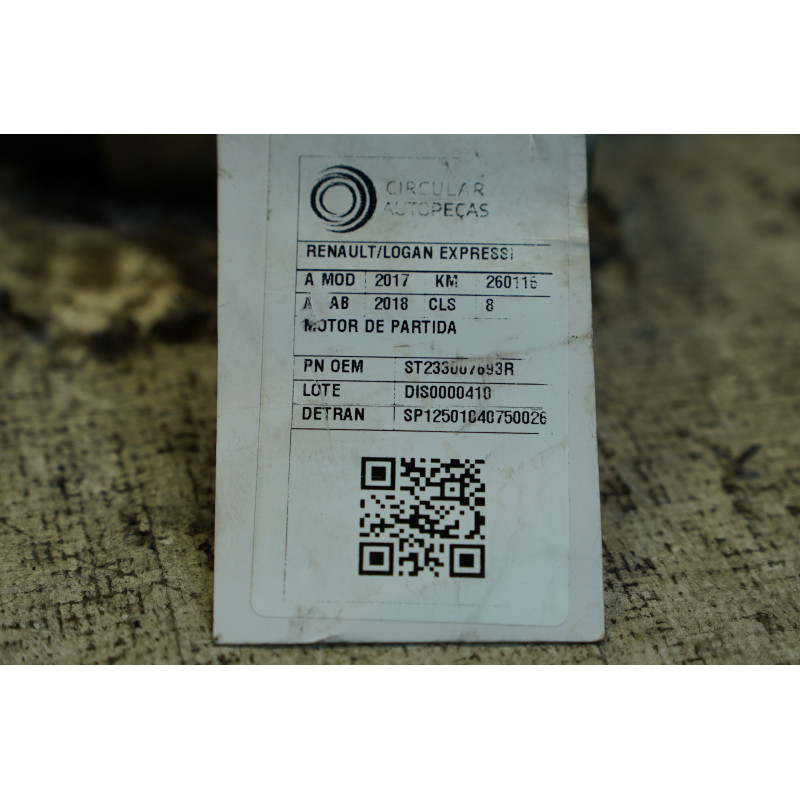 CIRCULAR
AUTOPEÇAS
RENAULT/LOGAN EXPRESSI
A MOD 2017 KM 260116
A AB 2018 CLS 8
MOTOR DE PARTIDA
PN OEM ST233007693R
LOTE DIS0000410
DETRAN SP12501040750026